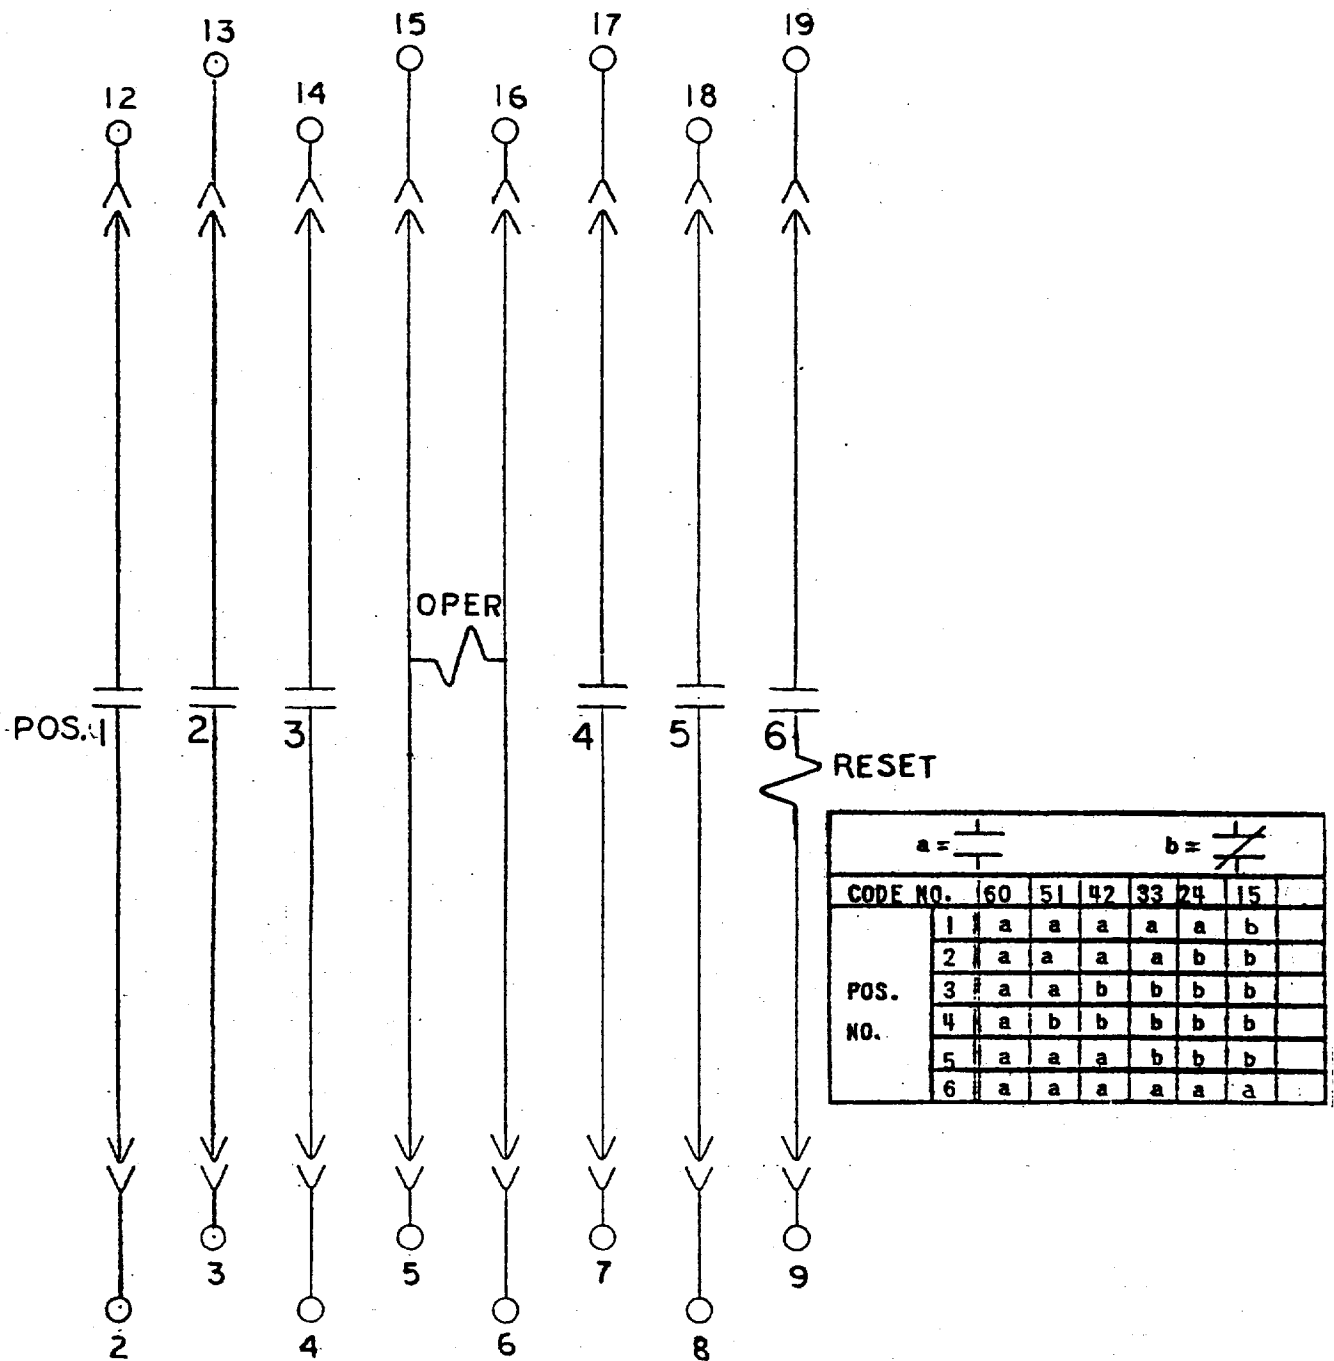 13 15 17 19
12 14 16 18
OPER
POS. 1 2 3 4 5 6
RESET
a = b =
CODE NO. 60 51 42 33 24 15
1 a a a a a b
2 a a a a b b
POS. 3 a a b b b b
NO. 4 a b b b b b
5 a a a b b b
6 a a a a a a
3 5 7 9
2 4 6 8